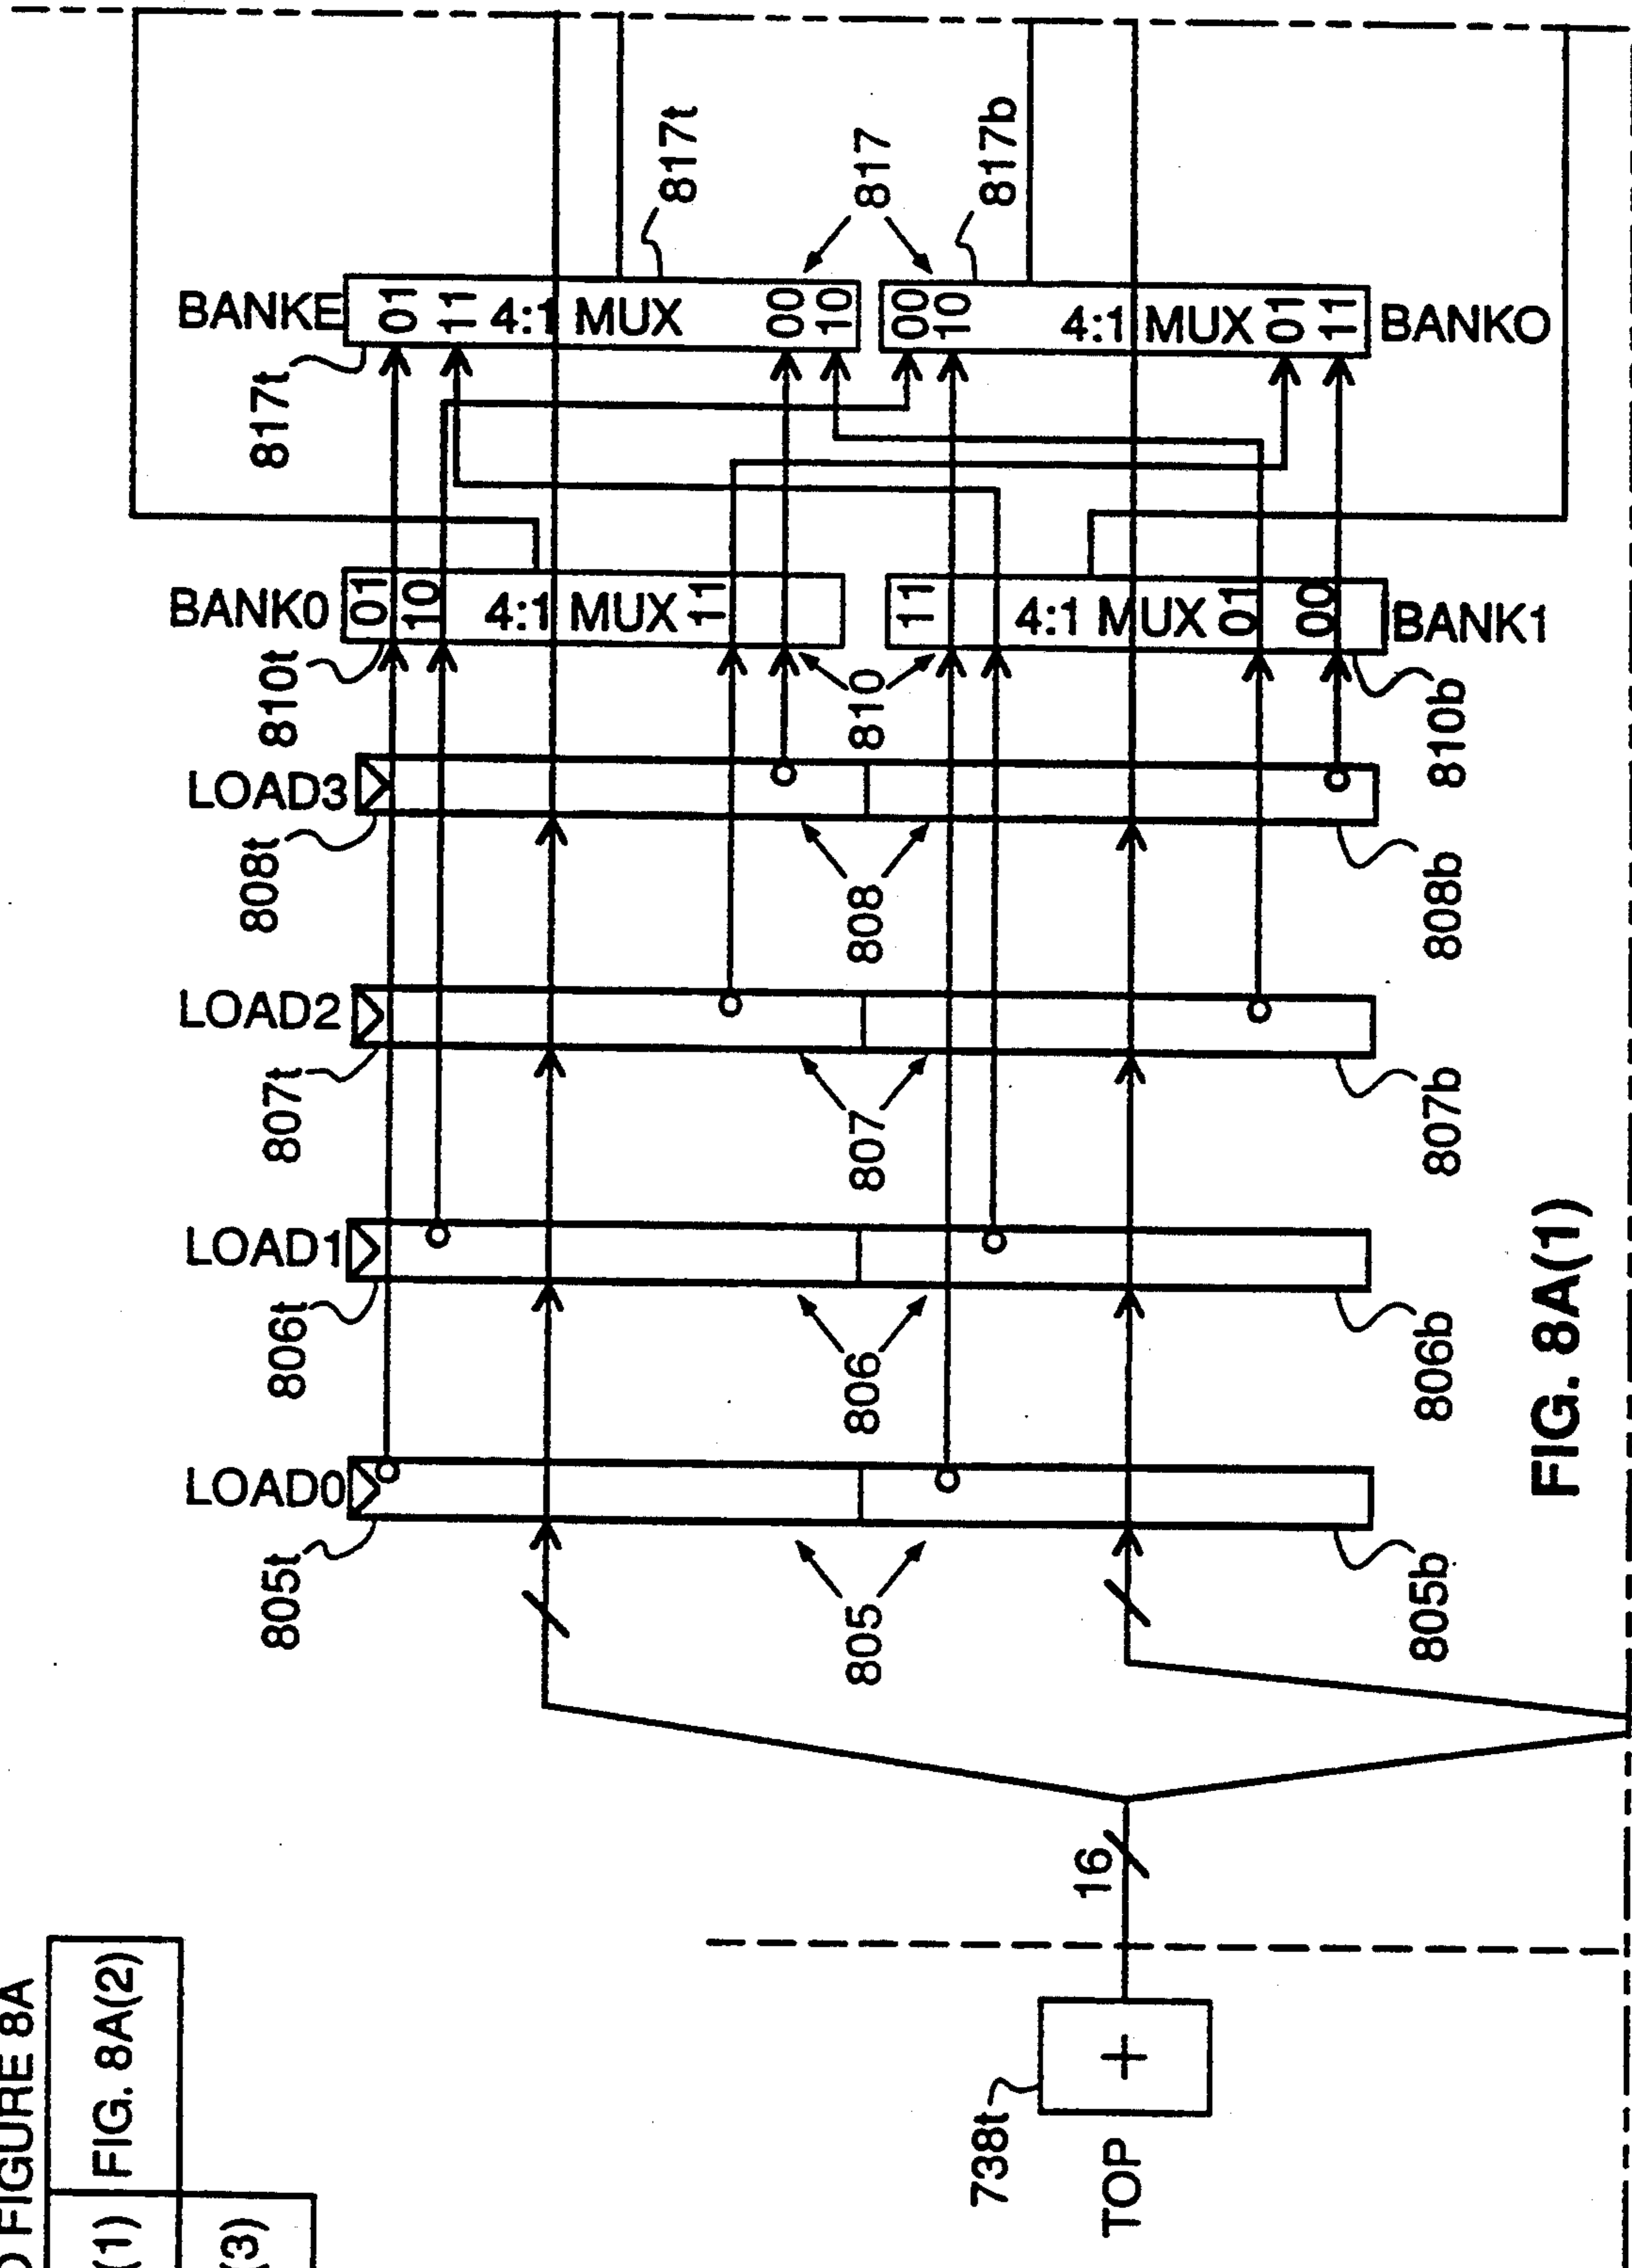 BANKE
01
11
4:1 MUX
00
10
817t
817t
817
00
10
4:1 MUX
01
11
BANKO
817b
BANK0
01
10
4:1 MUX
11
810t
810
11
4:1 MUX
01
00
BANK1
810b
LOAD3
808t
808
808b
LOAD2
807t
807
807b
LOAD1
806t
806
806b
LOAD0
805t
805
805b
16
738t
+
TOP
FIG. 8A(1)
FIGURE 8A
(1)
FIG. 8A(2)
(3)